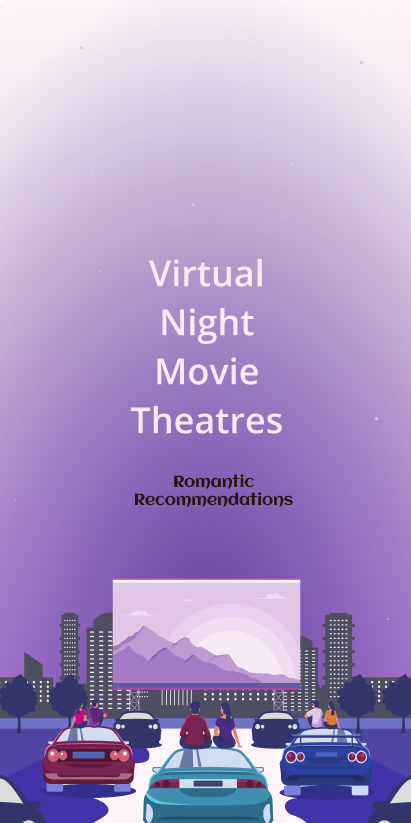 Virtual
Night
Movie
Theatres
Romantic
Recommendations